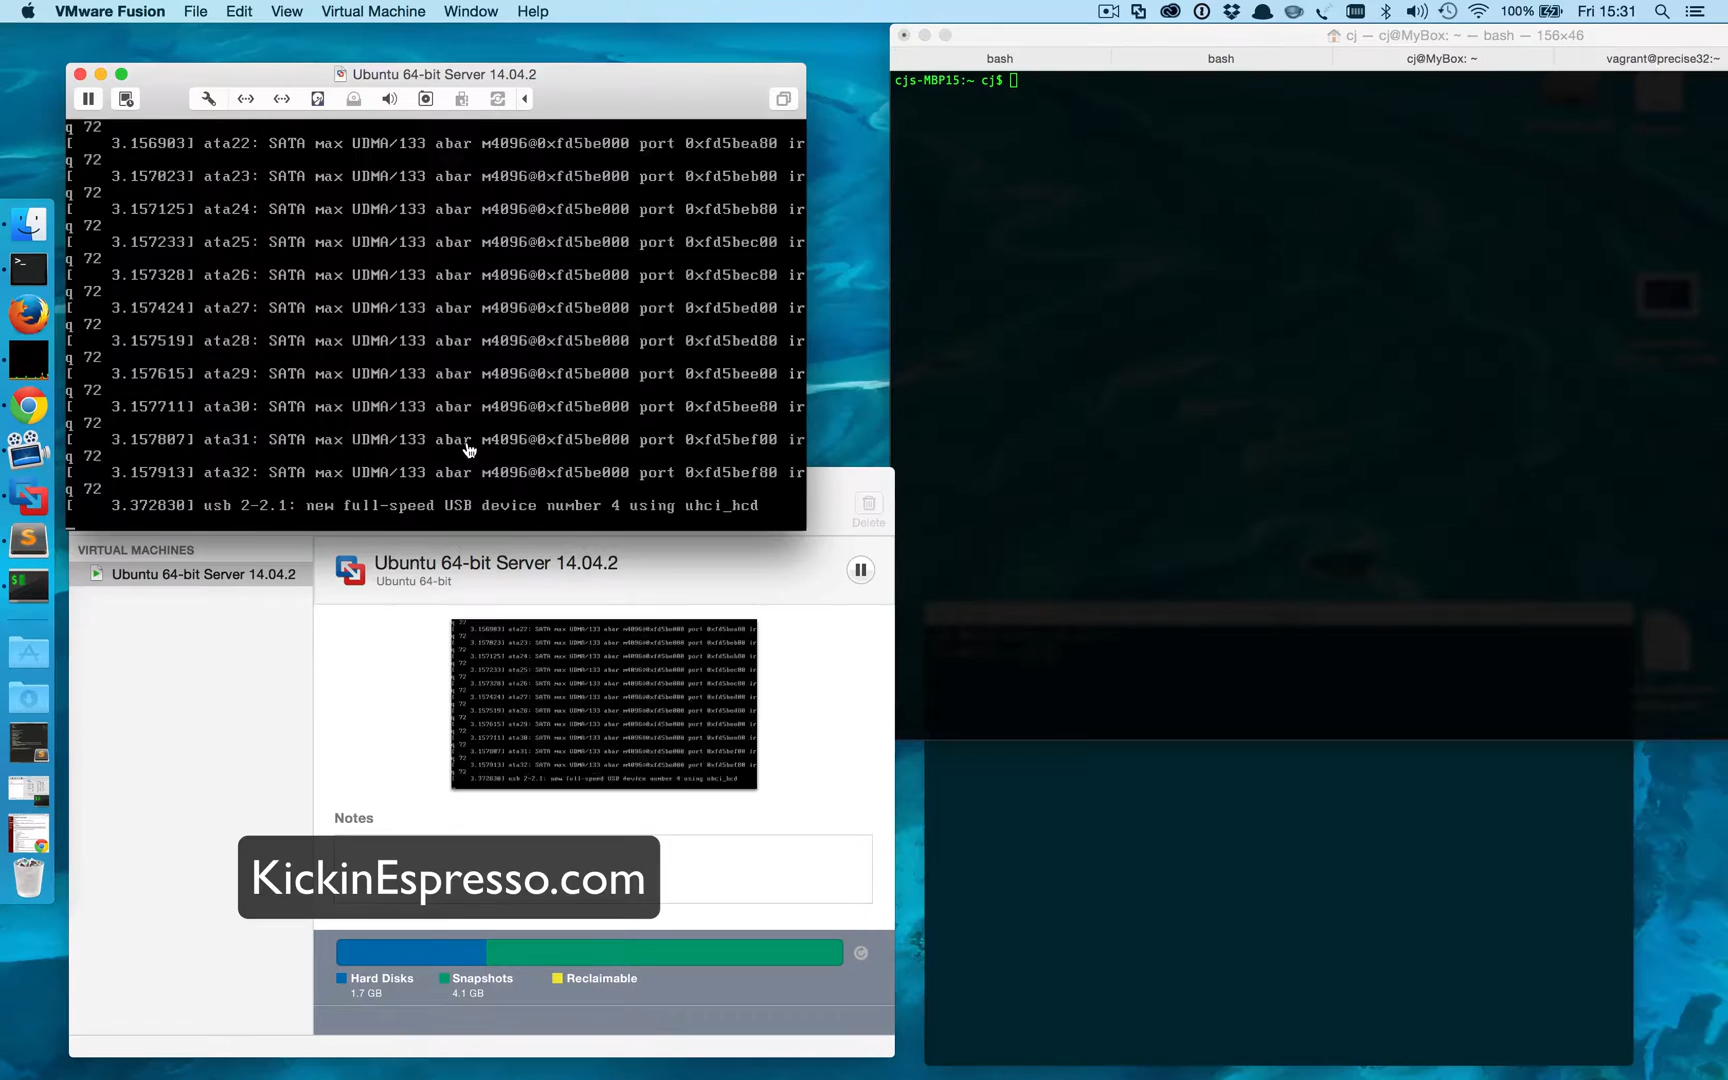 VMware Fusion File Edit View Virtual Machine Window Help 100% Fri 15:31
Ubuntu 64-bit Server 14.04.2
q 72
[ 3.156903] ata22: SATA max UDMA/133 abar m4096@0xfd5be000 port 0xfd5bea80 ir
q 72
[ 3.157023] ata23: SATA max UDMA/133 abar m4096@0xfd5be000 port 0xfd5beb00 ir
q 72
[ 3.157125] ata24: SATA max UDMA/133 abar m4096@0xfd5be000 port 0xfd5beb80 ir
q 72
[ 3.157233] ata25: SATA max UDMA/133 abar m4096@0xfd5be000 port 0xfd5bec00 ir
q 72
[ 3.157328] ata26: SATA max UDMA/133 abar m4096@0xfd5be000 port 0xfd5bec80 ir
q 72
[ 3.157424] ata27: SATA max UDMA/133 abar m4096@0xfd5be000 port 0xfd5bed00 ir
q 72
[ 3.157519] ata28: SATA max UDMA/133 abar m4096@0xfd5be000 port 0xfd5bed80 ir
q 72
[ 3.157615] ata29: SATA max UDMA/133 abar m4096@0xfd5be000 port 0xfd5bee00 ir
q 72
[ 3.157711] ata30: SATA max UDMA/133 abar m4096@0xfd5be000 port 0xfd5bee80 ir
q 72
[ 3.157807] ata31: SATA max UDMA/133 abar m4096@0xfd5be000 port 0xfd5bef00 ir
q 72
[ 3.157913] ata32: SATA max UDMA/133 abar m4096@0xfd5be000 port 0xfd5bef80 ir
q 72
[ 3.372830] usb 2-2.1: new full-speed USB device number 4 using uhci_hcd
cj — cj@MyBox: ~ — bash — 156×46
bash bash cj@MyBox: ~ vagrant@precise32:~
cjs-MBP15:~ cj$
Delete
VIRTUAL MACHINES
Ubuntu 64-bit Server 14.04.2
Ubuntu 64-bit Server 14.04.2
Ubuntu 64-bit
Notes
KickinEspresso.com
Hard Disks Snapshots Reclaimable
1.7 GB 4.1 GB